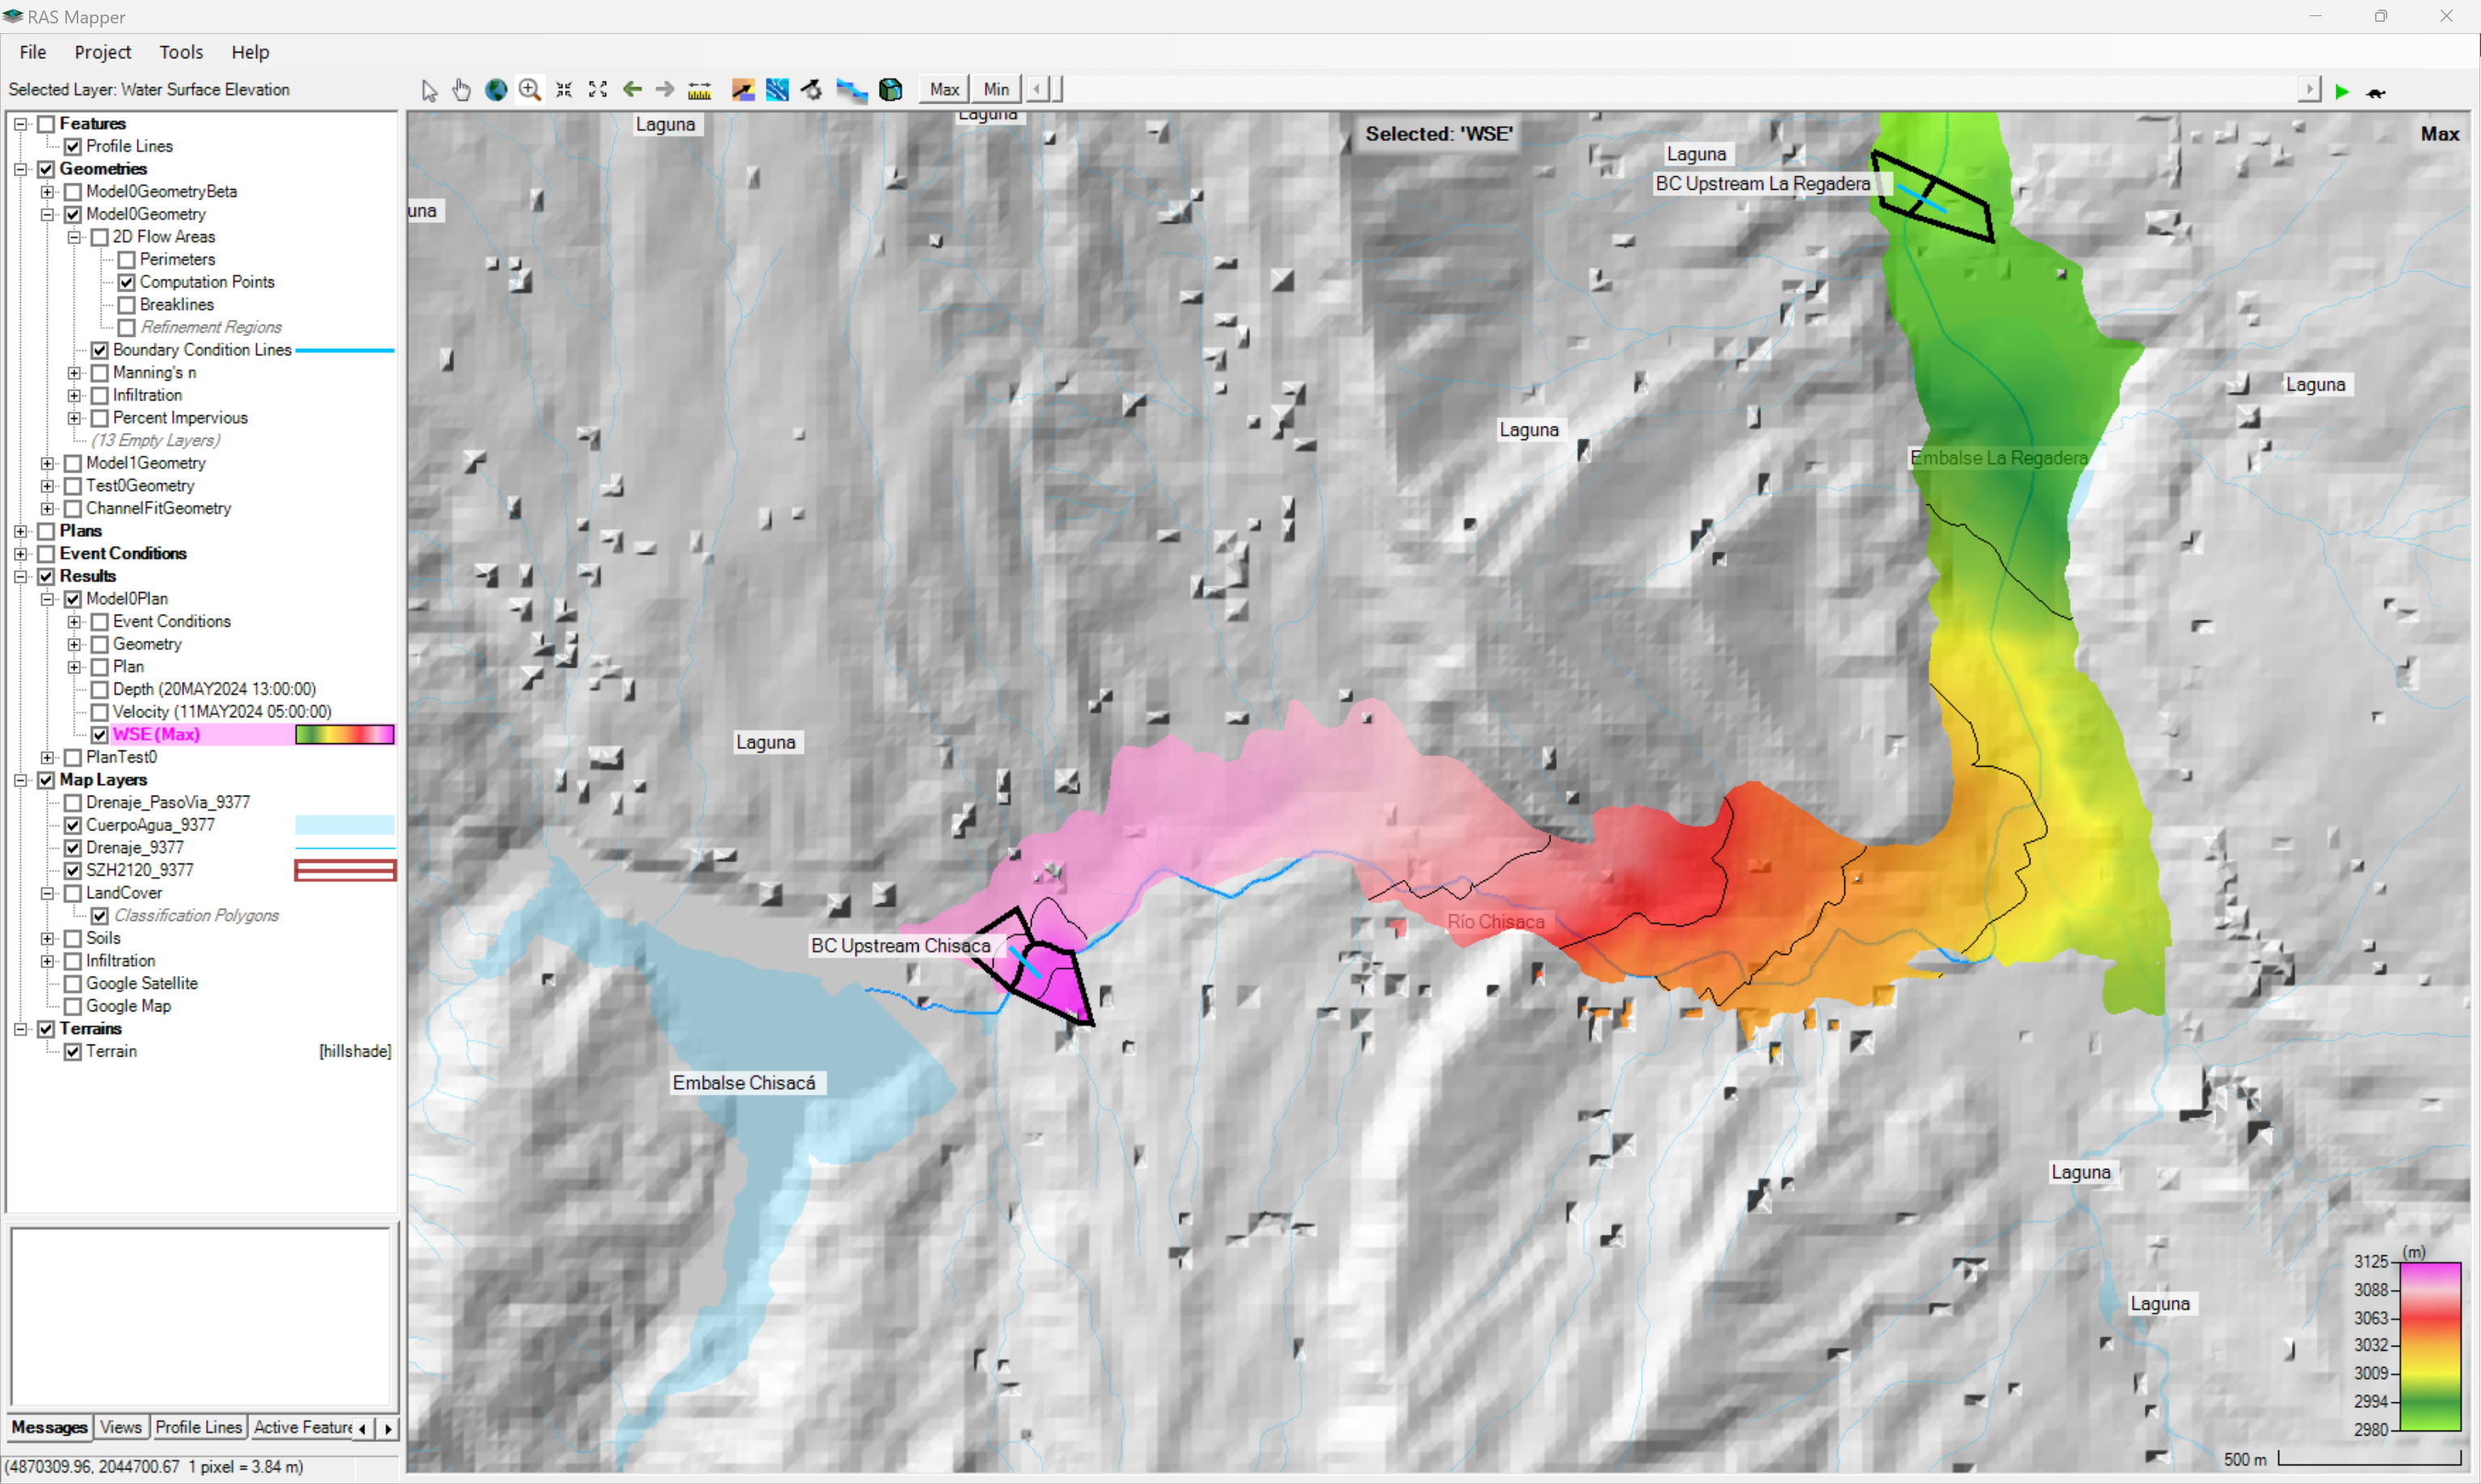 RAS Mapper
File Project Tools Help
Selected Layer: Water Surface Elevation
Max Min
Features
Profile Lines
Geometries
Model0GeometryBeta
Model0Geometry
2D Flow Areas
Perimeters
Computation Points
Breaklines
Refinement Regions
Boundary Condition Lines
Manning's n
Infiltration
Percent Impervious
(13 Empty Layers)
Model1Geometry
Test0Geometry
ChannelFitGeometry
Plans
Event Conditions
Results
Model0Plan
Event Conditions
Geometry
Plan
Depth (20MAY2024 13:00:00)
Velocity (11MAY2024 05:00:00)
WSE (Max)
PlanTest0
Map Layers
Drenaje_PasoVia_9377
CuerpoAgua_9377
Drenaje_9377
SZH2120_9377
LandCover
Classification Polygons
Soils
Infiltration
Google Satellite
Google Map
Terrains
Terrain [hillshade]
Messages Views Profile Lines Active Feature
(4870309.96, 2044700.67 1 pixel = 3.84 m)
Laguna
Laguna
Selected: 'WSE'
Max
Laguna
BC Upstream La Regadera
una
Laguna
Laguna
Embalse La Regadera
Laguna
Río Chisaca
BC Upstream Chisaca
Embalse Chisacá
Laguna
Laguna
(m)
3125
3088
3063
3032
3009
2994
2980
500 m